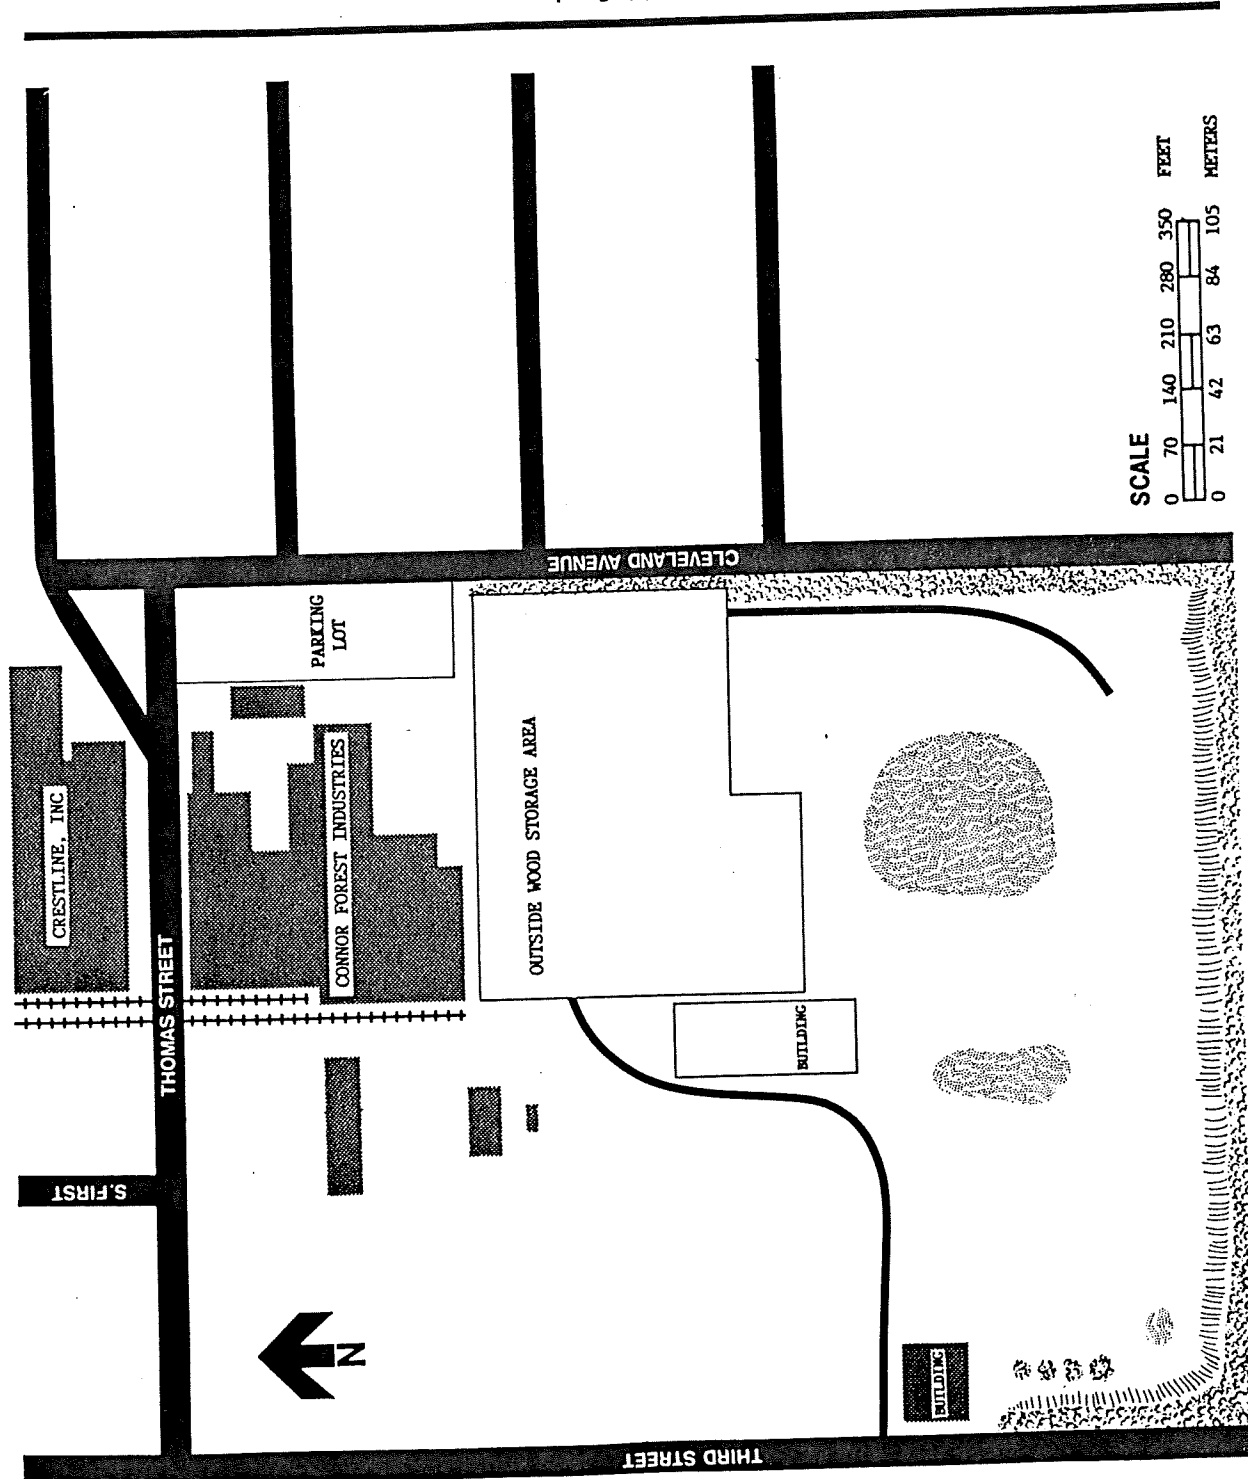 CRESTLINE, INC
THOMAS STREET
S.FIRST
PARKING
LOT
CONNOR FOREST INDUSTRIES
OUTSIDE WOOD STORAGE AREA
CLEVELAND AVENUE
BUILDING
BUILDING
THIRD STREET
N
SCALE
0 70 140 210 280 350 FEET
0 21 42 63 84 105 METERS